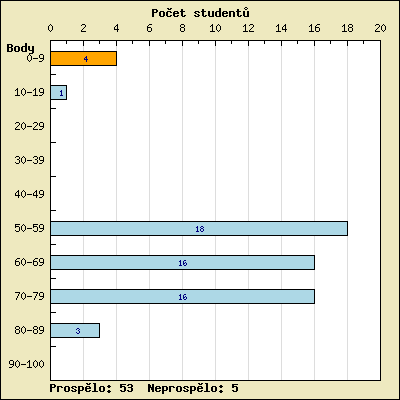 Počet studentů
0 2 4 6 8 10 12 14 16 18 20
Body
0-9 4
10-19 1
20-29
30-39
40-49
50-59 18
60-69 16
70-79 16
80-89 3
90-100
Prospělo: 53 Neprospělo: 5